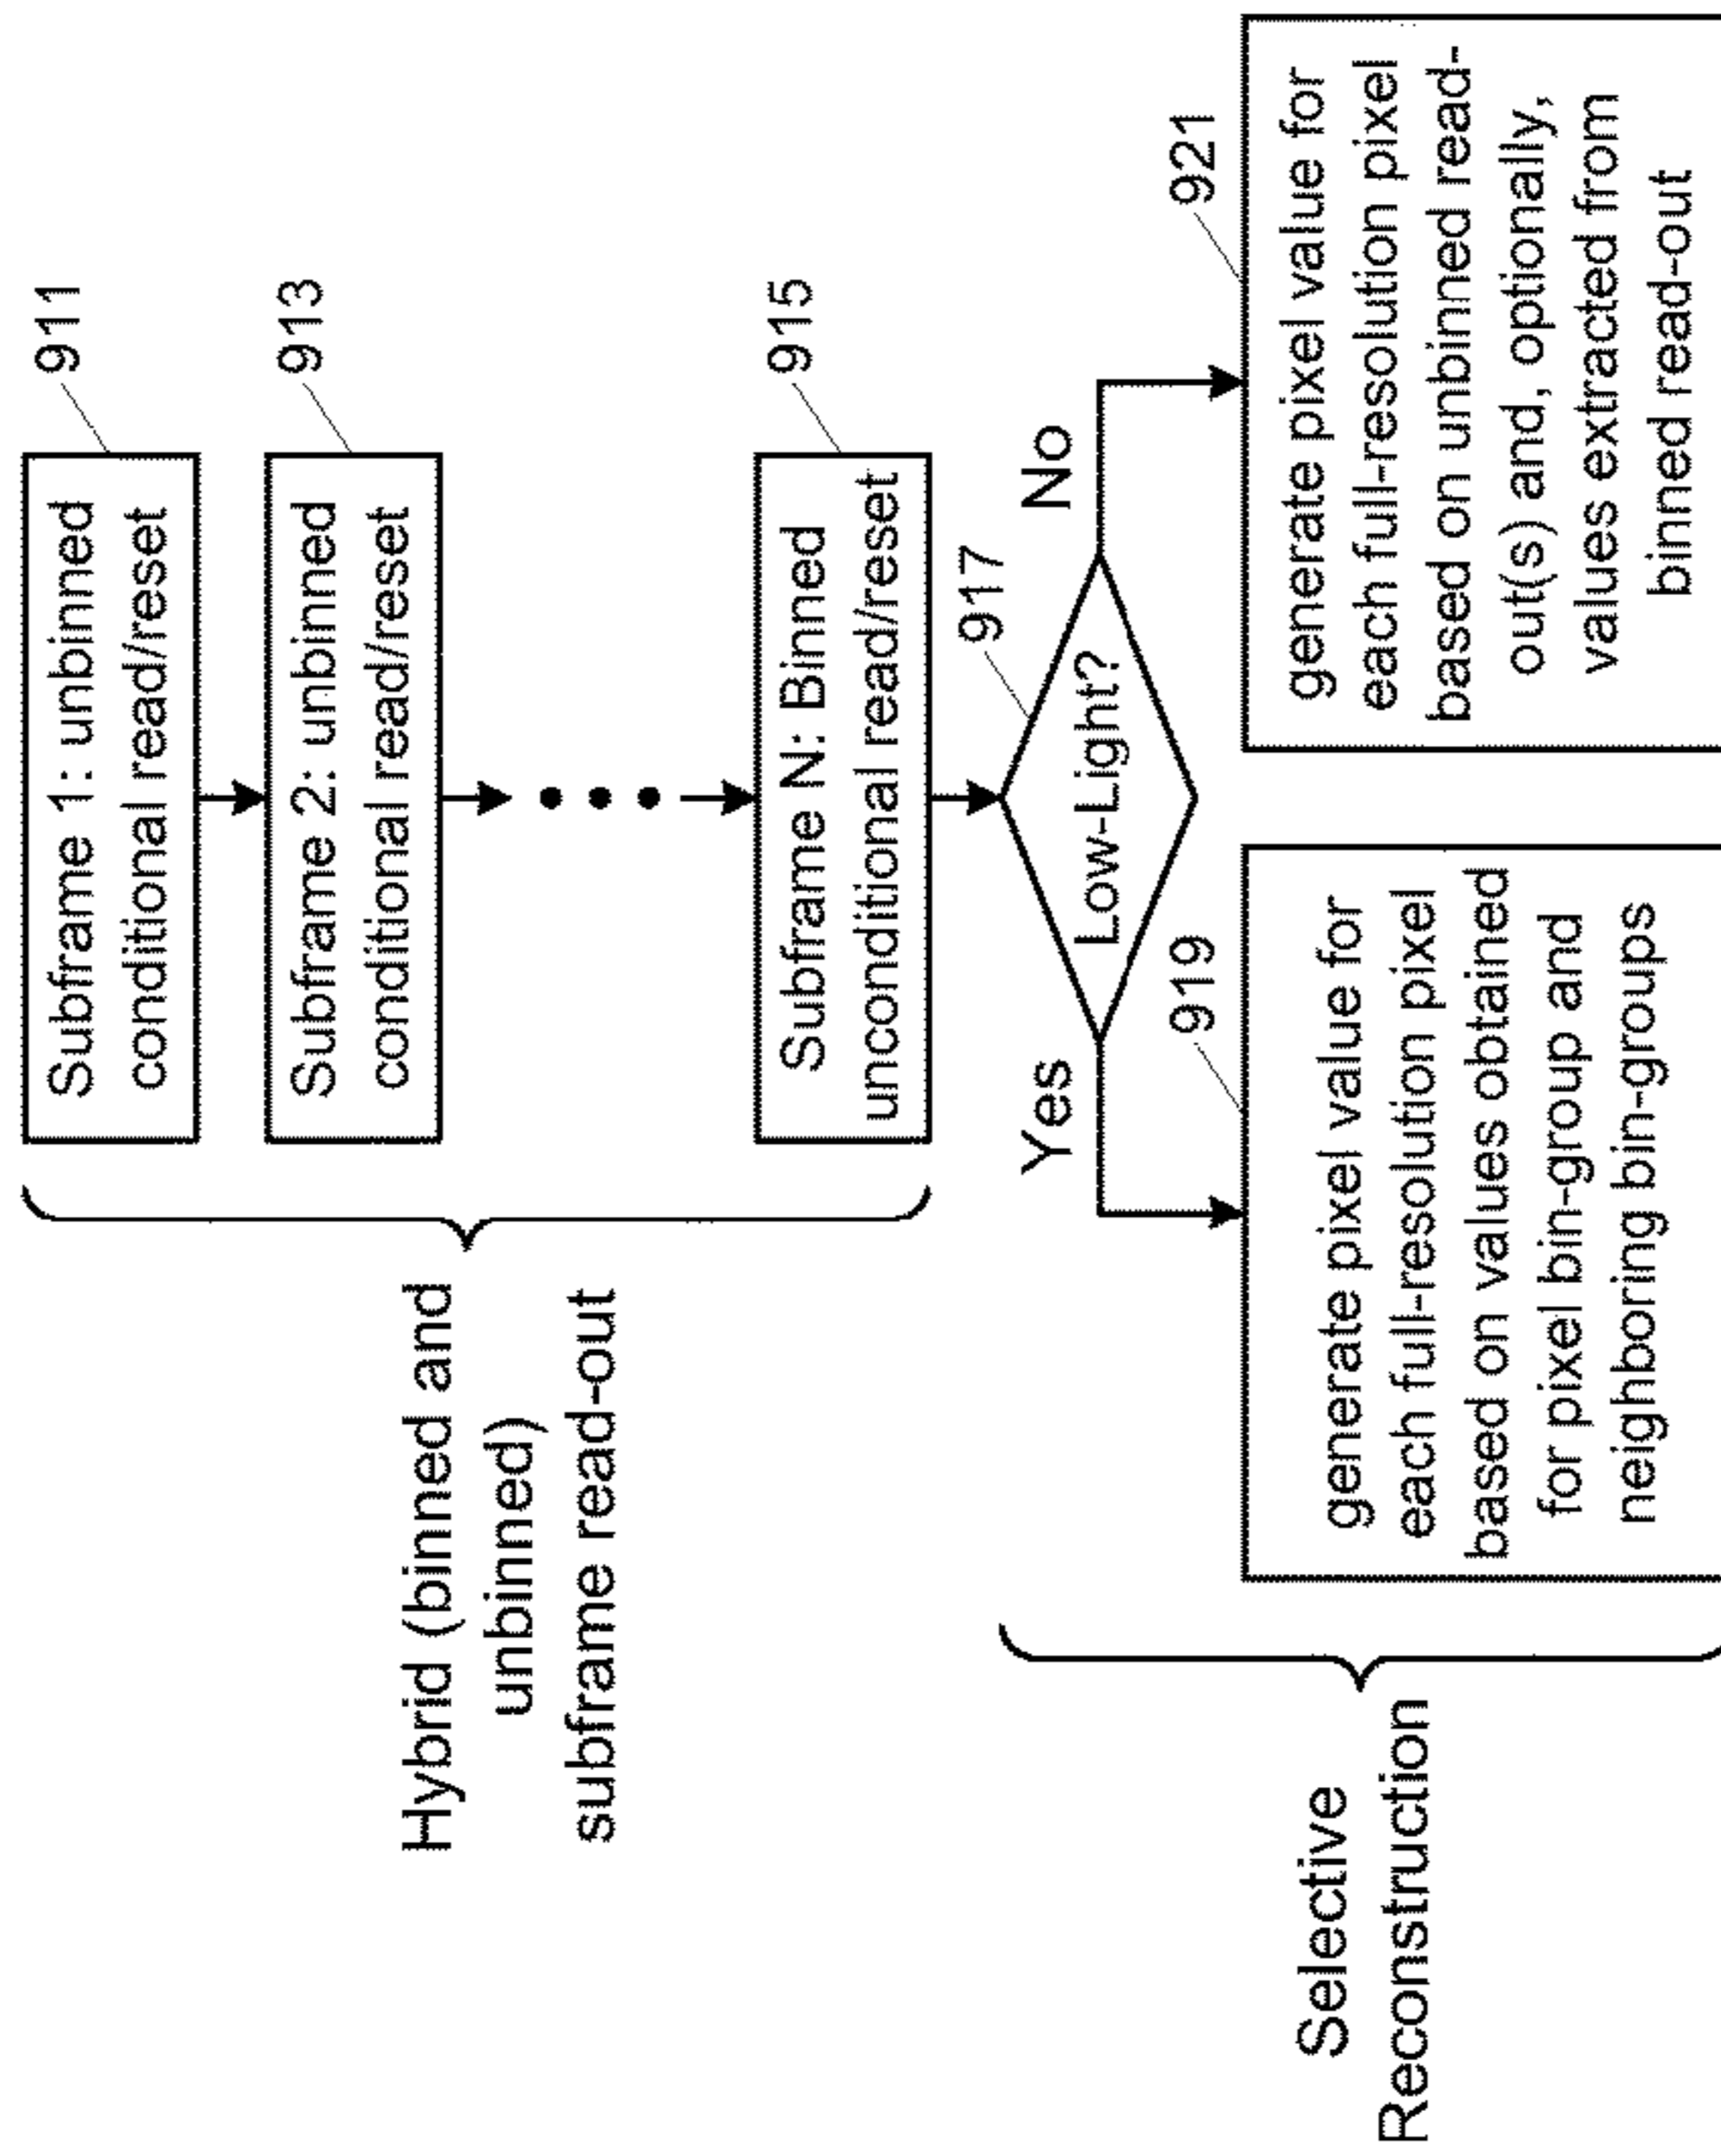 Hybrid (binned and
unbinned)
subframe read-out
Subframe 1: unbinned
conditional read/reset
911
Subframe 2: unbinned
conditional read/reset
913
Subframe N: Binned
unconditional read/reset
915
Selective
Reconstruction
Low-Light?
917
Yes
No
919
generate pixel value for
each full-resolution pixel
based on values obtained
for pixel bin-group and
neighboring bin-groups
921
generate pixel value for
each full-resolution pixel
based on unbinned read-
out(s) and, optionally,
values extracted from
binned read-out